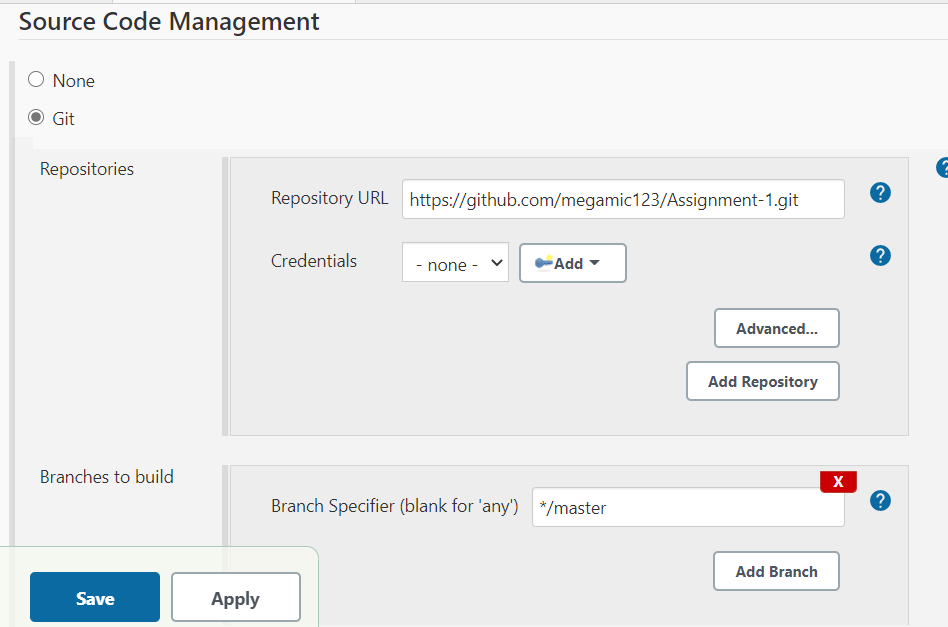 Source Code Management
None
Git
Repositories
Repository URL https://github.com/megamic123/Assignment-1.git ?
?
Credentials - none - Add ?
Advanced...
Add Repository
Branches to build
X
Branch Specifier (blank for 'any') */master ?
Add Branch
Save Apply